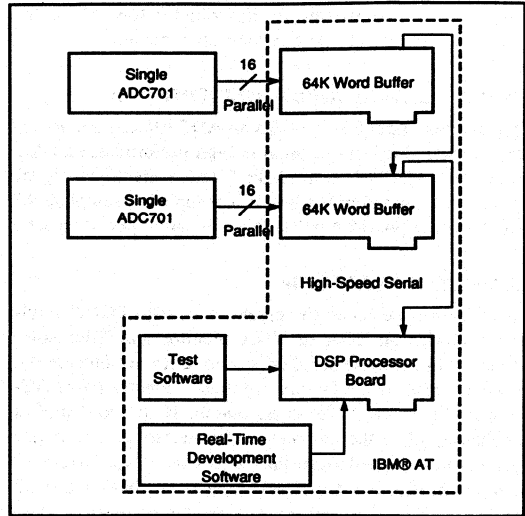 Single
ADC701
16
Parallel
64K Word Buffer
Single
ADC701
16
Parallel
64K Word Buffer
High-Speed Serial
Test
Software
DSP Processor
Board
Real-Time
Development
Software
IBM® AT